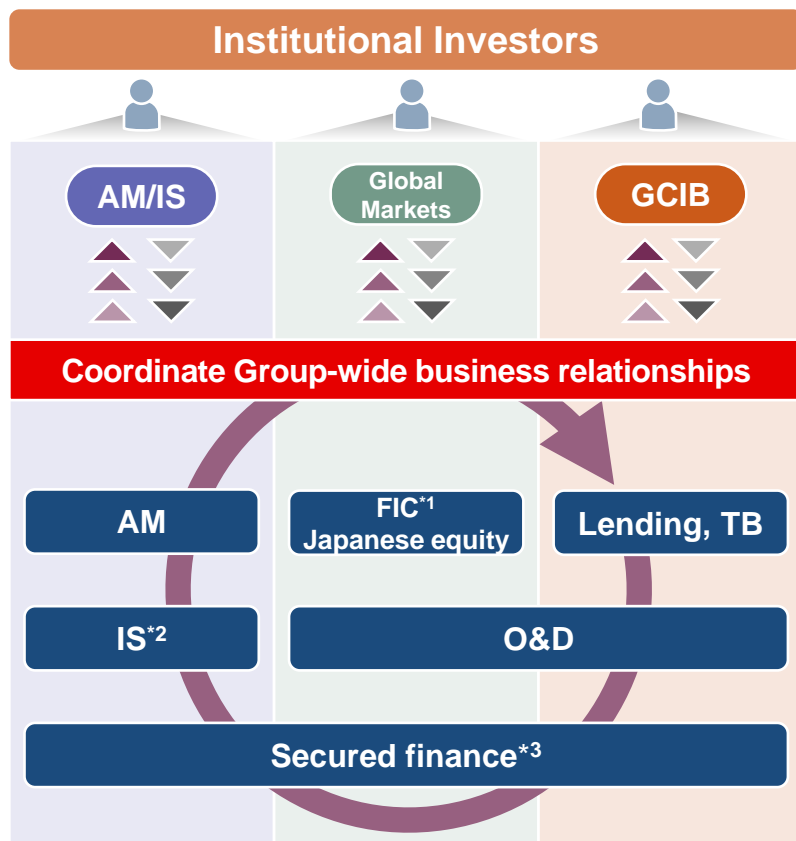 Institutional Investors
AM/IS
Global
Markets
GCIB
Coordinate Group-wide business relationships
AM
FIC*1
Japanese equity
Lending, TB
IS*2
O&D
Secured finance*3